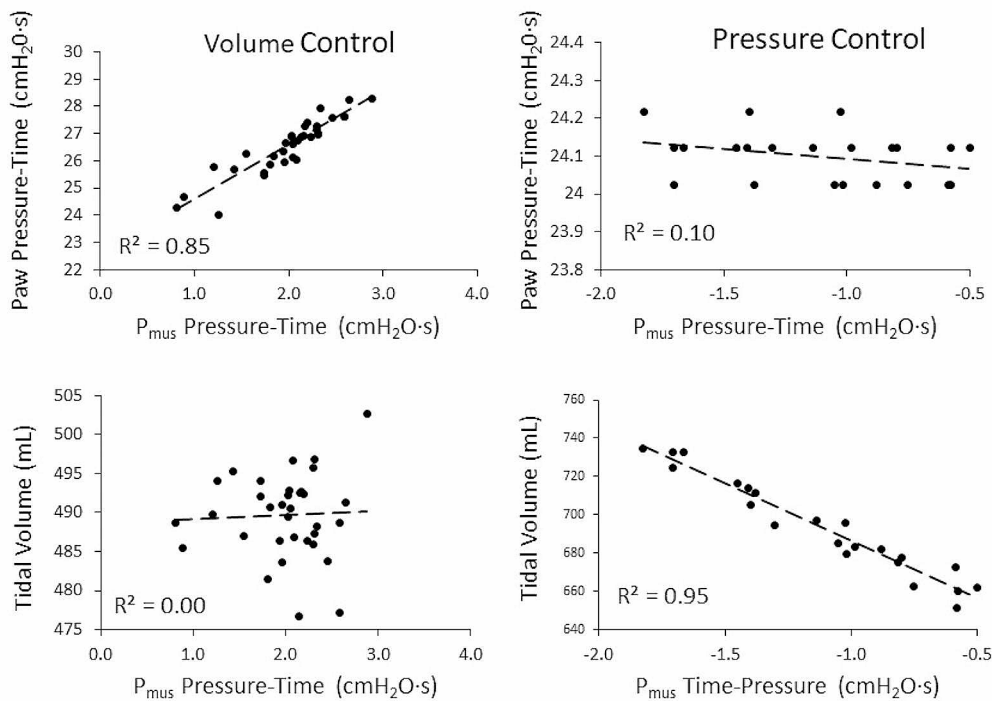 Volume Control
Paw Pressure-Time (cmH₂0·s)
30
29
28
27
26
25
24
23
22
R² = 0.85
0.0 1.0 2.0 3.0 4.0
Pmus Pressure-Time (cmH₂O·s)
Pressure Control
Paw Pressure-Time (cmH₂0·s)
24.4
24.3
24.2
24.1
24
23.9
23.8
R² = 0.10
-2.0 -1.5 -1.0 -0.5
Pmus Pressure-Time (cmH₂O·s)
Tidal Volume (mL)
505
500
495
490
485
480
475
R² = 0.00
0.0 1.0 2.0 3.0 4.0
Pmus Pressure-Time (cmH₂O·s)
Tidal Volume (mL)
760
740
720
700
680
660
640
R² = 0.95
-2.0 -1.5 -1.0 -0.5
Pmus Time-Pressure (cmH₂O·s)